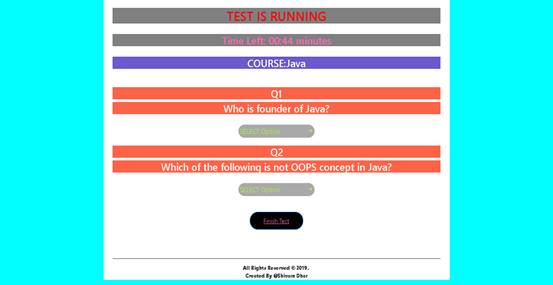 TEST IS RUNNING
Time Left: 00:44 minutes
COURSE:Java
Q1
Who is founder of Java?
SELECT Option
Q2
Which of the following is not OOPS concept in Java?
SELECT Option
Finish Test
All Rights Reserved © 2019.
Created By @Shivam Dhar